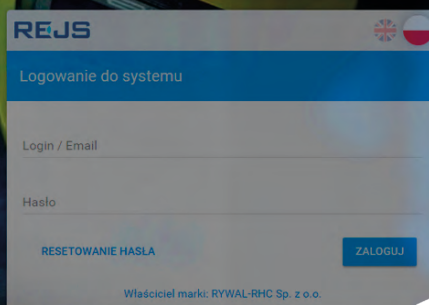 REJS
Logowanie do systemu
Login / Email
Hasło
RESETOWANIE HASŁA
ZALOGUJ
Właściciel marki: RYWAL-RHC Sp. z o.o.